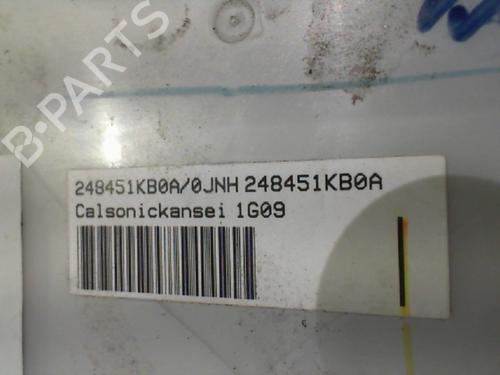 B-PARTS
248451KB0A/0JNH 248451KB0A
Calsonickansei 1G09